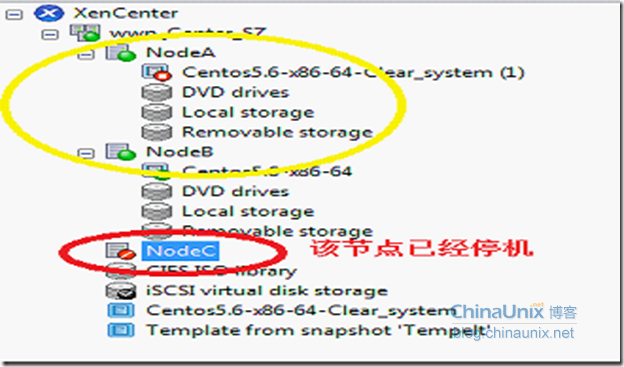 XenCenter
wwp_Center_SZ
NodeA
Centos5.6-x86-64-Clear_system (1)
DVD drives
Local storage
Removable storage
NodeB
Centos5.6-x86-64
DVD drives
Local storage
Removable storage
NodeC 该节点已经停机
CIFS ISO library
iSCSI virtual disk storage
Centos5.6-x86-64-Clear_system
Template from snapshot 'Tempelt'
ChinaUnix 博客
blog.chinaunix.net